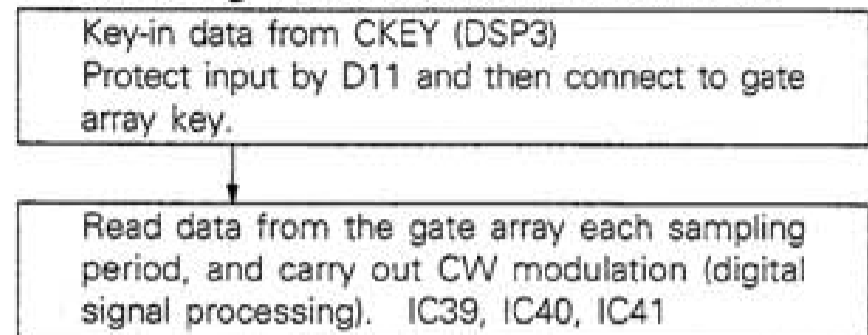 Key-in data from CKEY (DSP3)
Protect input by D11 and then connect to gate
array key.
Read data from the gate array each sampling
period, and carry out CW modulation (digital
signal processing). IC39, IC40, IC41